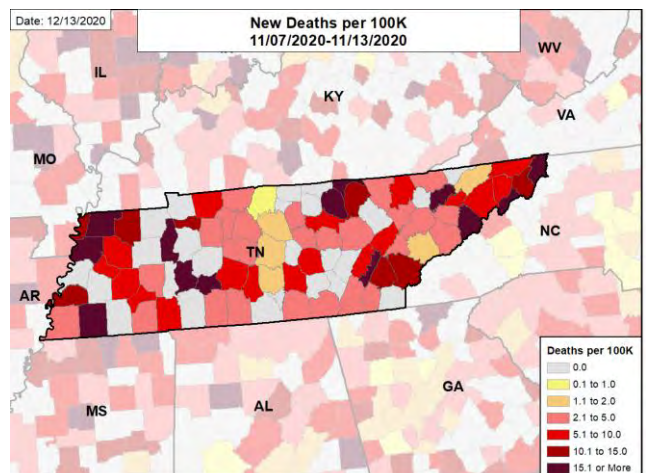 Date: 12/13/2020
New Deaths per 100K
11/07/2020-11/13/2020
IL
WV
KY
VA
MO
TN
NC
AR
MS
AL
GA
Deaths per 100K
0.0
0.1 to 1.0
1.1 to 2.0
2.1 to 5.0
5.1 to 10.0
10.1 to 15.0
15.1 or More